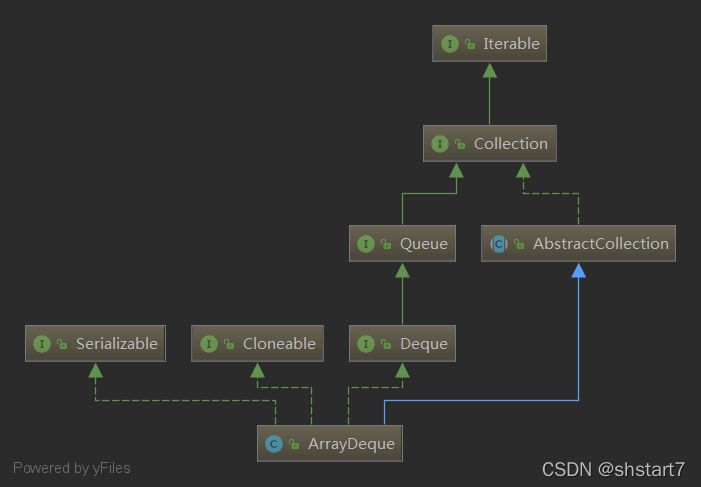 I Iterable
I Collection
I Queue
C AbstractCollection
I Serializable
I Cloneable
I Deque
C ArrayDeque
Powered by yFiles
CSDN @shstart7